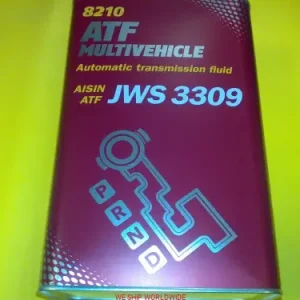 8210
ATF
MULTIVEHICLE
Automatic transmission fluid
AISIN
ATF JWS 3309
P
R
N
D
WE SHIP WORLDWIDE